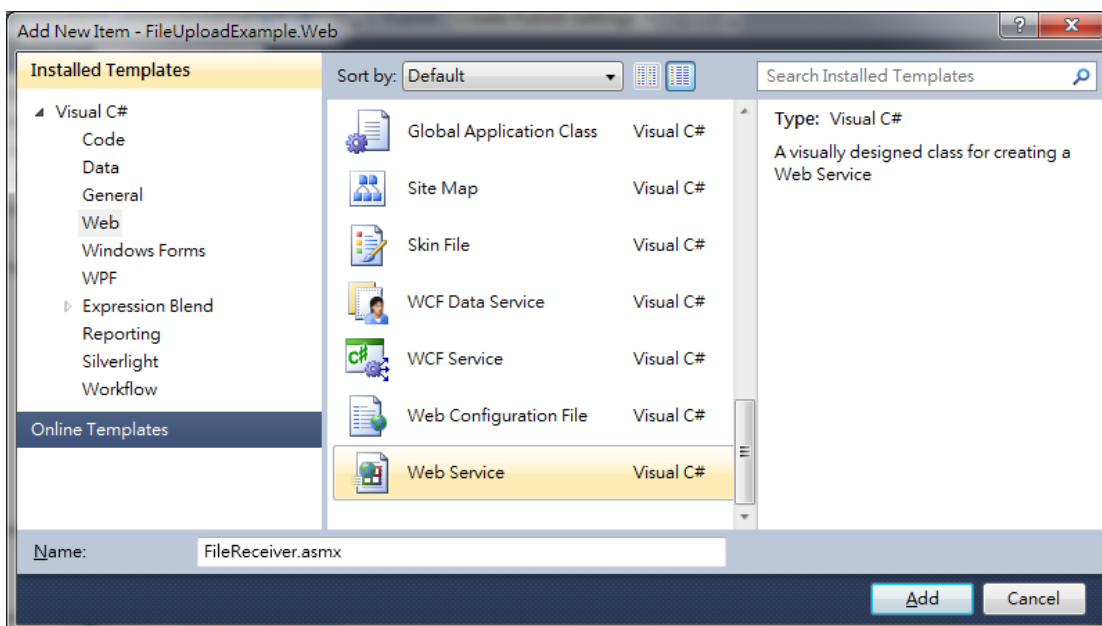 Add New Item - FileUploadExample.Web
Installed Templates
Visual C#
Code
Data
General
Web
Windows Forms
WPF
Expression Blend
Reporting
Silverlight
Workflow
Online Templates
Sort by: Default
Global Application Class Visual C#
Site Map Visual C#
Skin File Visual C#
WCF Data Service Visual C#
WCF Service Visual C#
Web Configuration File Visual C#
Web Service Visual C#
Search Installed Templates
Type: Visual C#
A visually designed class for creating a
Web Service
Name: FileReceiver.asmx
Add Cancel